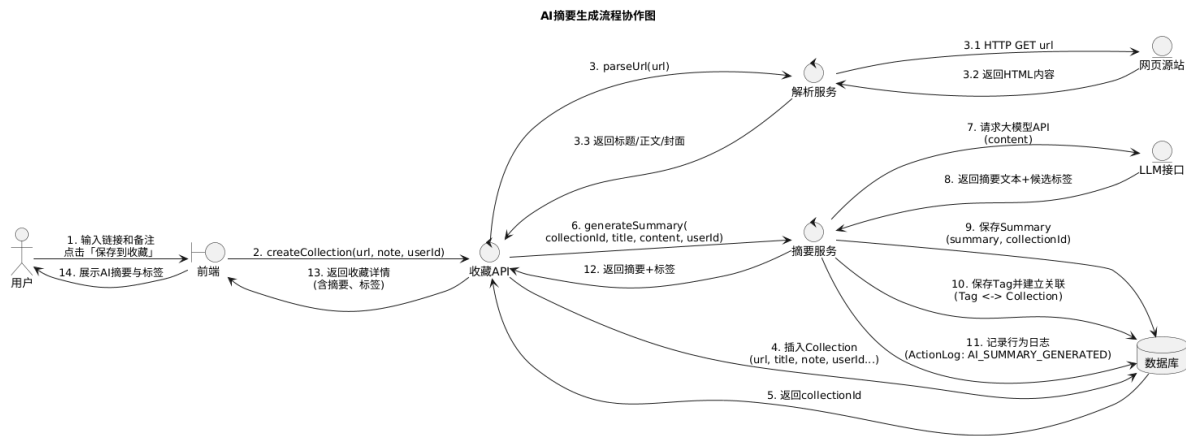 AI摘要生成流程协作图
3.1 HTTP GET url
网页源站
3.2 返回HTML内容
3. parseUrl(url)
解析服务
3.3 返回标题/正文/封面
7. 请求大模型API
(content)
LLM接口
8. 返回摘要文本+候选标签
1. 输入链接和备注
点击「保存到收藏」
14. 展示AI摘要与标签
用户
前端
2. createCollection(url, note, userId)
13. 返回收藏详情
(含摘要、标签)
收藏API
6. generateSummary(
collectionId, title, content, userId)
12. 返回摘要+标签
摘要服务
9. 保存Summary
(summary, collectionId)
10. 保存Tag并建立关联
(Tag <-> Collection)
11. 记录行为日志
(ActionLog: AI_SUMMARY_GENERATED)
4. 插入Collection
(url, title, note, userId...)
5. 返回collectionId
数据库